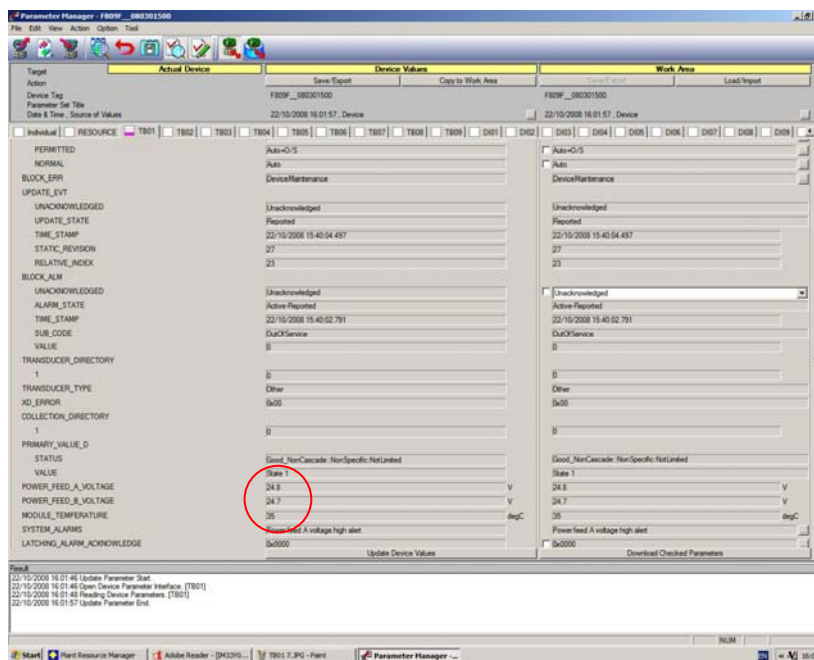 Parameter Manager - F809F__080301500
File Edit View Action Option Tool
Target Actual Device Device Values Work Area
Action Save/Export Copy to Work Area Save/Export Load/Import
Device Tag F809F__080301500 F809F__080301500
Parameter Set Title
Date & Time , Source of Values 22/10/2008 16:01:57 , Device 22/10/2008 16:01:57 , Device
Individual RESOURCE TB01 TB02 TB03 TB04 TB05 TB06 TB07 TB08 TB09 DI01 DI02 DI03 DI04 DI05 DI06 DI07 DI08 DI09
PERMITTED Auto+O/S Auto+O/S
NORMAL Auto Auto
BLOCK_ERR DeviceMaintenance DeviceMaintenance
UPDATE_EVT
UNACKNOWLEDGED Unacknowledged Unacknowledged
UPDATE_STATE Reported Reported
TIME_STAMP 22/10/2008 15:40:04.497 22/10/2008 15:40:04.497
STATIC_REVISION 27 27
RELATIVE_INDEX 23 23
BLOCK_ALM
UNACKNOWLEDGED Unacknowledged Unacknowledged
ALARM_STATE Active-Reported Active-Reported
TIME_STAMP 22/10/2008 15:40:02.791 22/10/2008 15:40:02.791
SUB_CODE OutOfService OutOfService
VALUE 0 0
TRANSDUCER_DIRECTORY
1 0 0
TRANSDUCER_TYPE Other Other
XD_ERROR 0x00 0x00
COLLECTION_DIRECTORY
1 0 0
PRIMARY_VALUE_D
STATUS Good_NonCascade::NonSpecific:NotLimited Good_NonCascade::NonSpecific:NotLimited
VALUE State 1 State 1
POWER_FEED_A_VOLTAGE 24.8 V 24.8 V
POWER_FEED_B_VOLTAGE 24.7 V 24.7 V
MODULE_TEMPERATURE 35 degC 35 degC
SYSTEM_ALARMS Power feed A voltage high alert Power feed A voltage high alert
LATCHING_ALARM_ACKNOWLEDGE 0x0000 0x0000
Update Device Values Download Checked Parameters
Result
22/10/2008 16:01:46 Update Parameter Start.
22/10/2008 16:01:46 Open Device Parameter Interface. [TB01]
22/10/2008 16:01:48 Reading Device Parameters. [TB01]
22/10/2008 16:01:57 Update Parameter End.
NUM
Start Plant Resource Manager Adobe Reader - TB01 7.JPG - Paint Parameter Manager -... EN